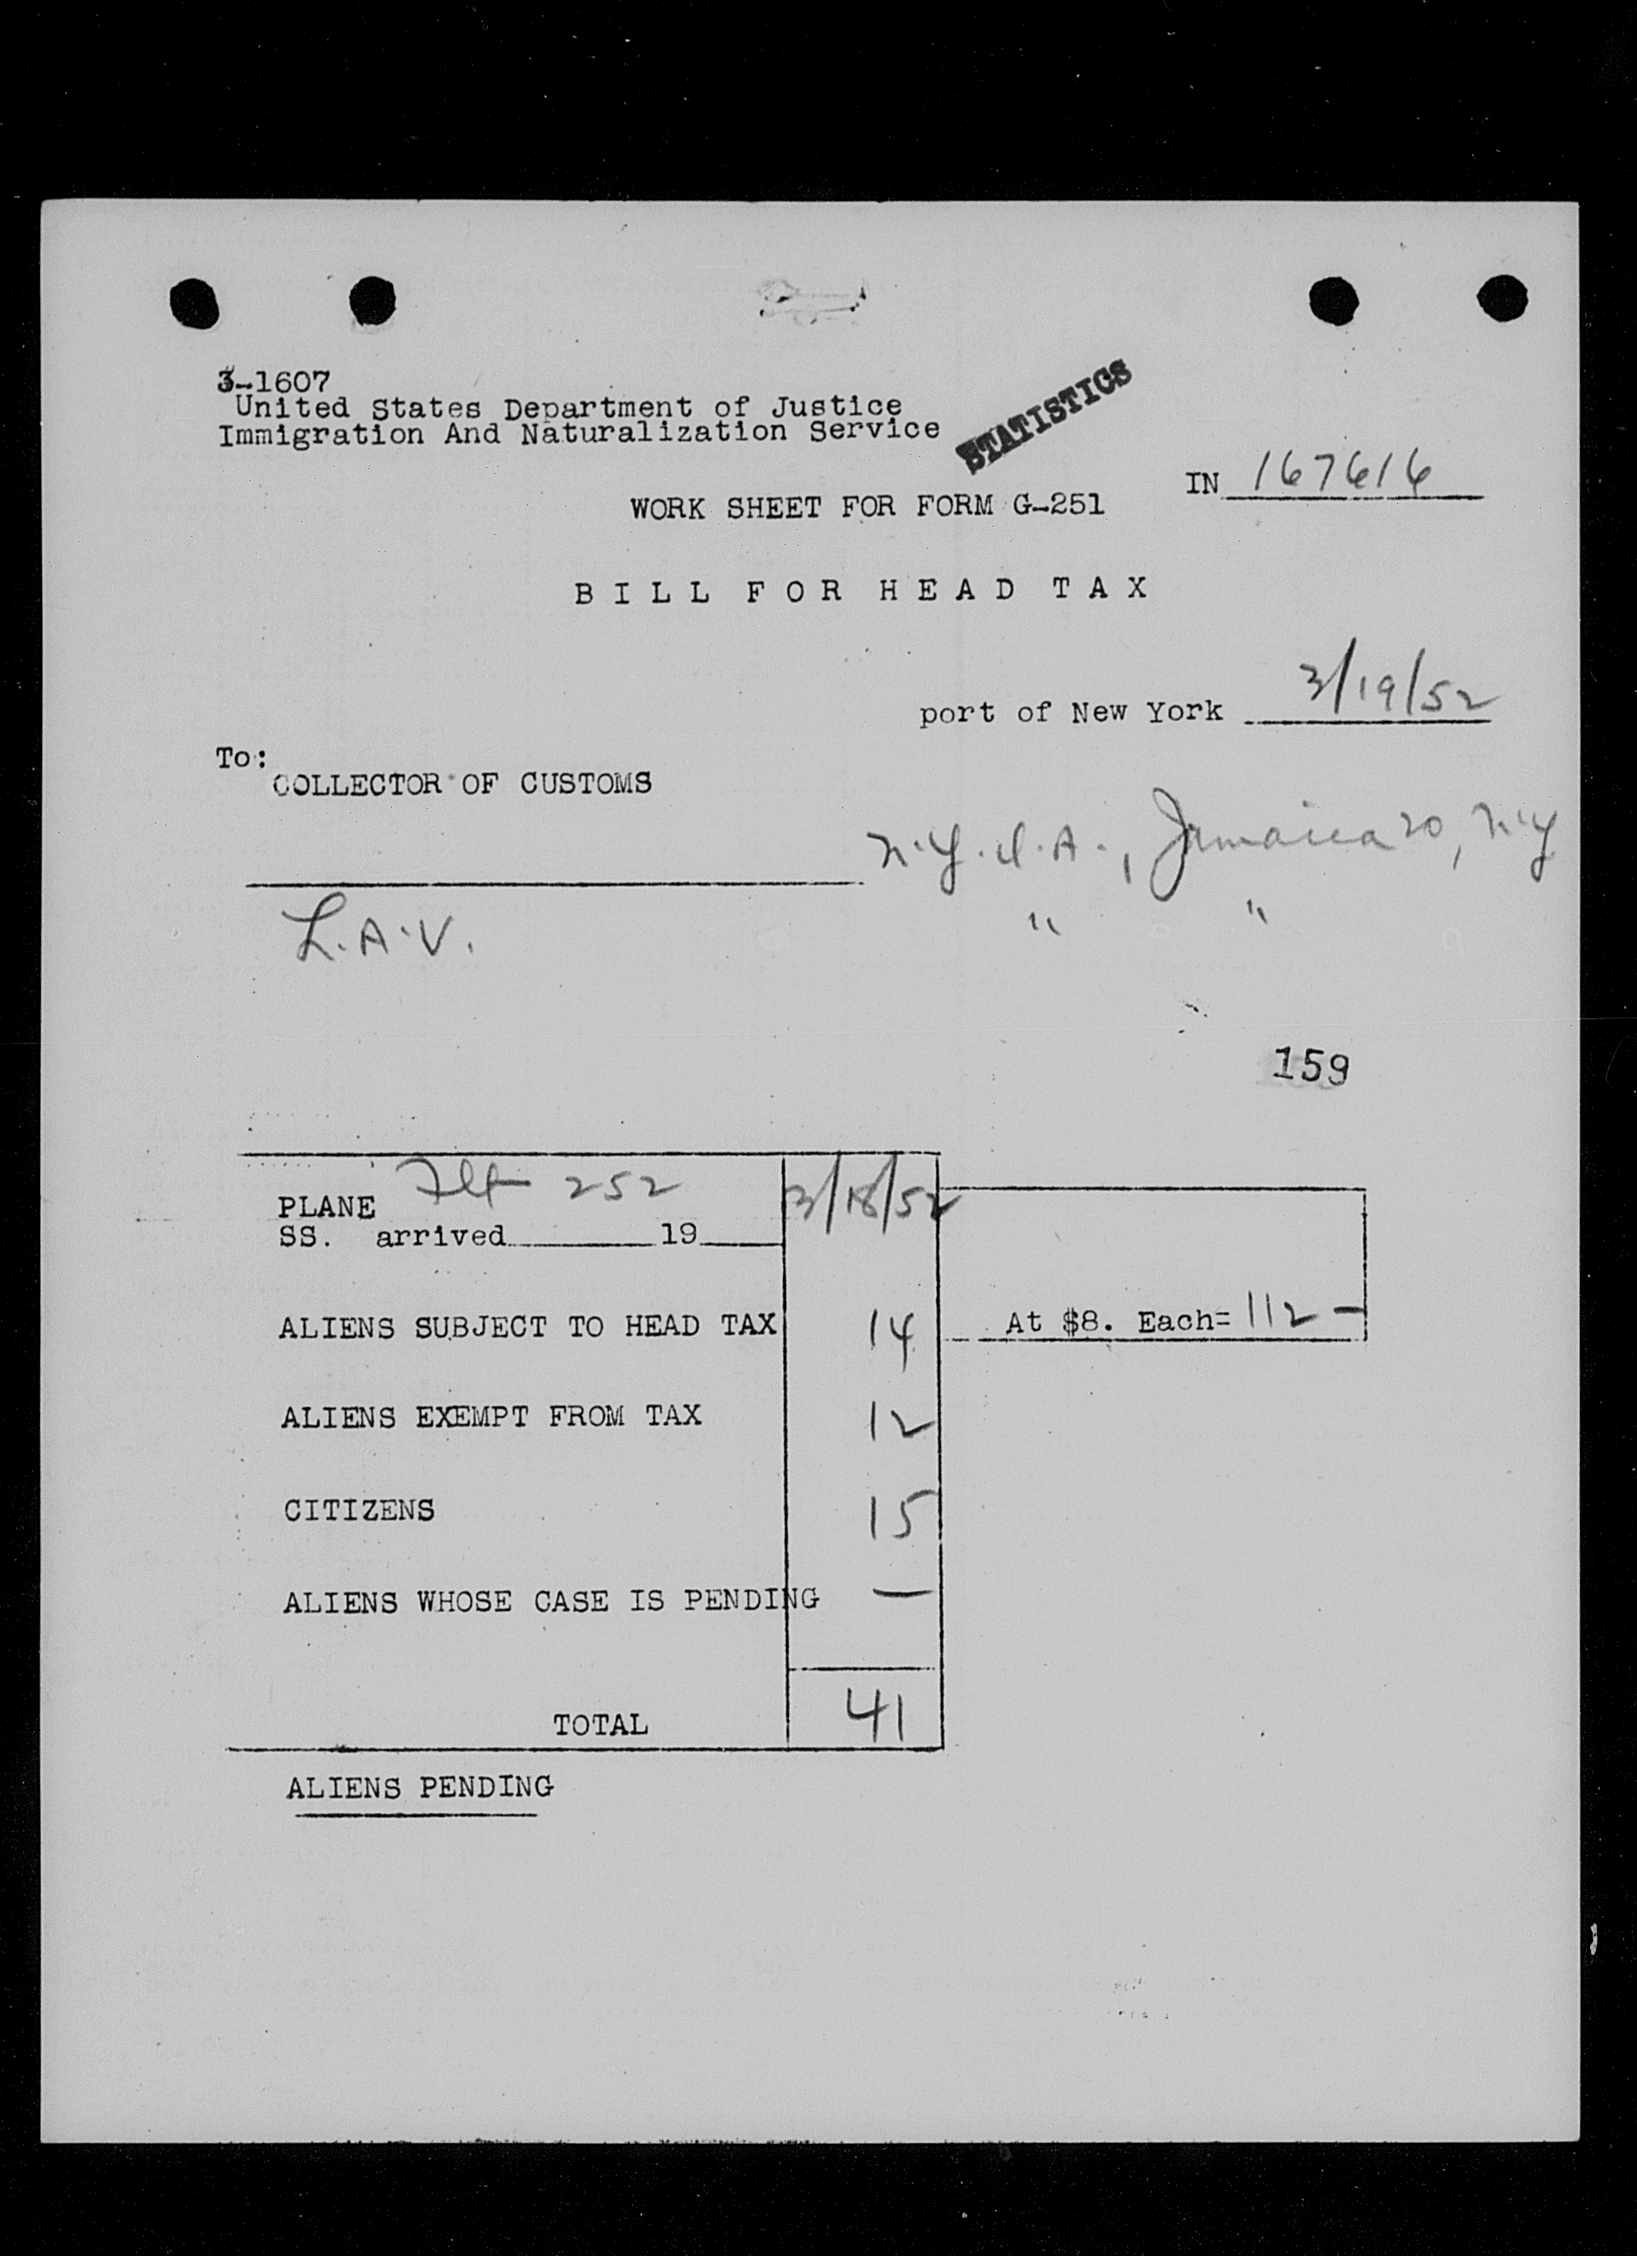 3-1607
United States Department of Justice
Immigration And Naturalization Service
STATISTICS
IN 167616
WORK SHEET FOR FORM G-251
BILL FOR HEAD TAX
port of New York 3/19/52
To:
COLLECTOR OF CUSTOMS
N.Y.I.A., Jamaica 20, N.Y
L.A.V. " "
159
PLANE Flt 252 3/18/52
SS. arrived 19
ALIENS SUBJECT TO HEAD TAX 14 At $8. Each= 112 —
ALIENS EXEMPT FROM TAX 12
CITIZENS 15
ALIENS WHOSE CASE IS PENDING —
TOTAL 41
ALIENS PENDING